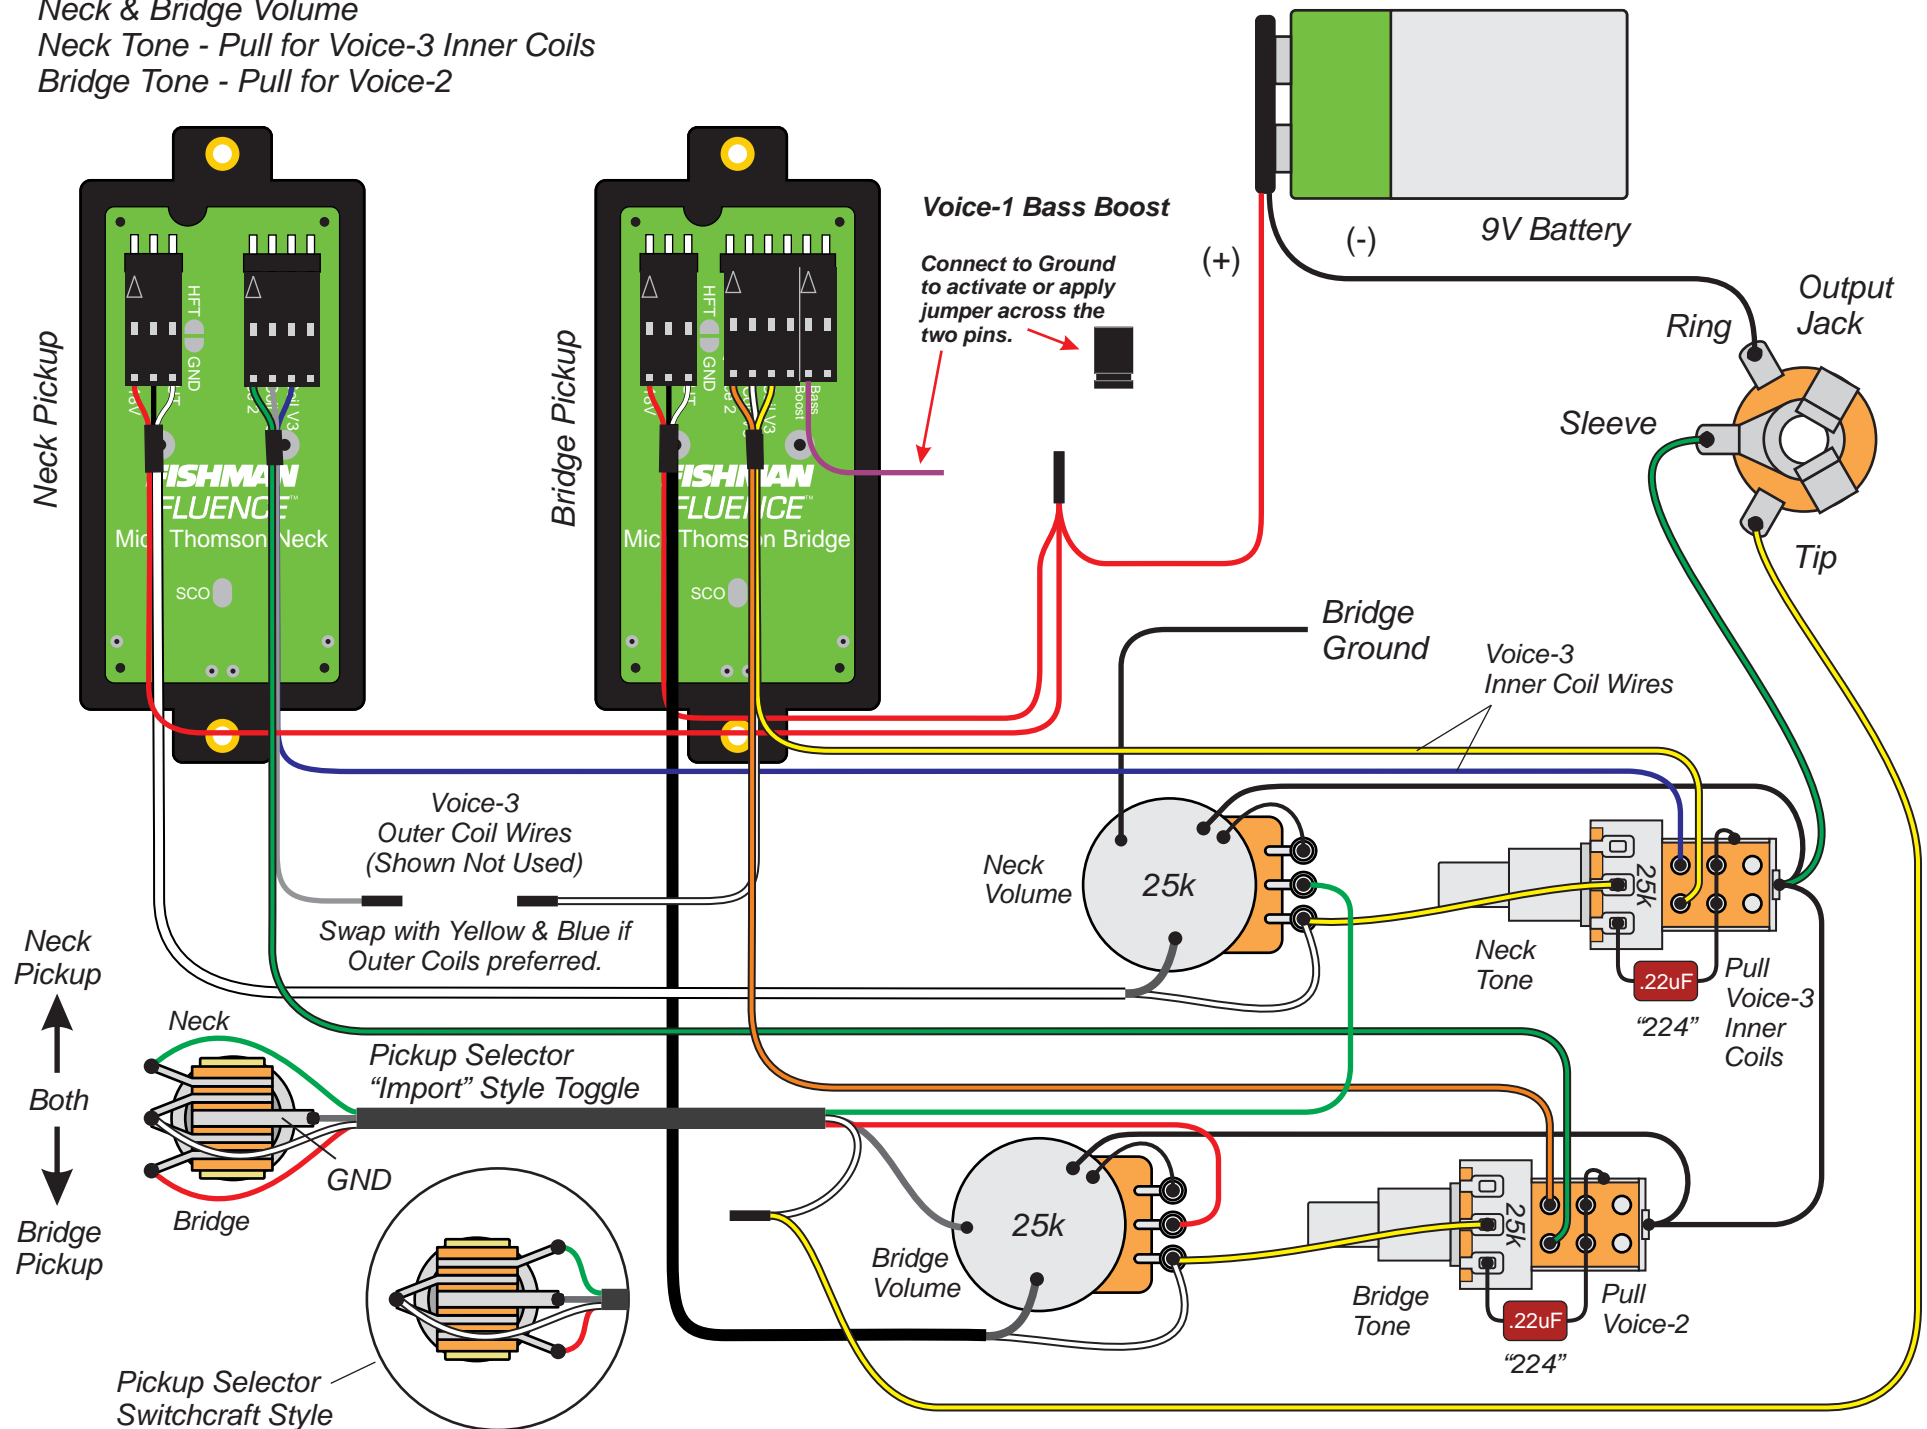 Neck & Bridge Volume
Neck Tone - Pull for Voice-3 Inner Coils
Bridge Tone - Pull for Voice-2
Neck Pickup
HFT
GND
FISHMAN
FLUENCE™
Thomson Neck
SCO
Bridge Pickup
HFT
GND
Bass
Boost
FISHMAN
FLUENCE™
Bridge
SCO
Voice-1 Bass Boost
Connect to Ground
to activate or apply
jumper across the
two pins.
(+)
(-)
9V Battery
Output
Jack
Ring
Sleeve
Tip
Bridge
Ground
Voice-3
Inner Coil Wires
Voice-3
Outer Coil Wires
(Shown Not Used)
Swap with Yellow & Blue if
Outer Coils preferred.
Neck
Volume
25k
25k
Neck
Tone
.22uF
“224”
Pull
Voice-3
Inner
Coils
Neck
Pickup
Both
Bridge
Pickup
Neck
GND
Bridge
Pickup Selector
“Import” Style Toggle
Pickup Selector
Switchcraft Style
25k
Bridge
Volume
25k
Bridge
Tone
.22uF
“224”
Pull
Voice-2